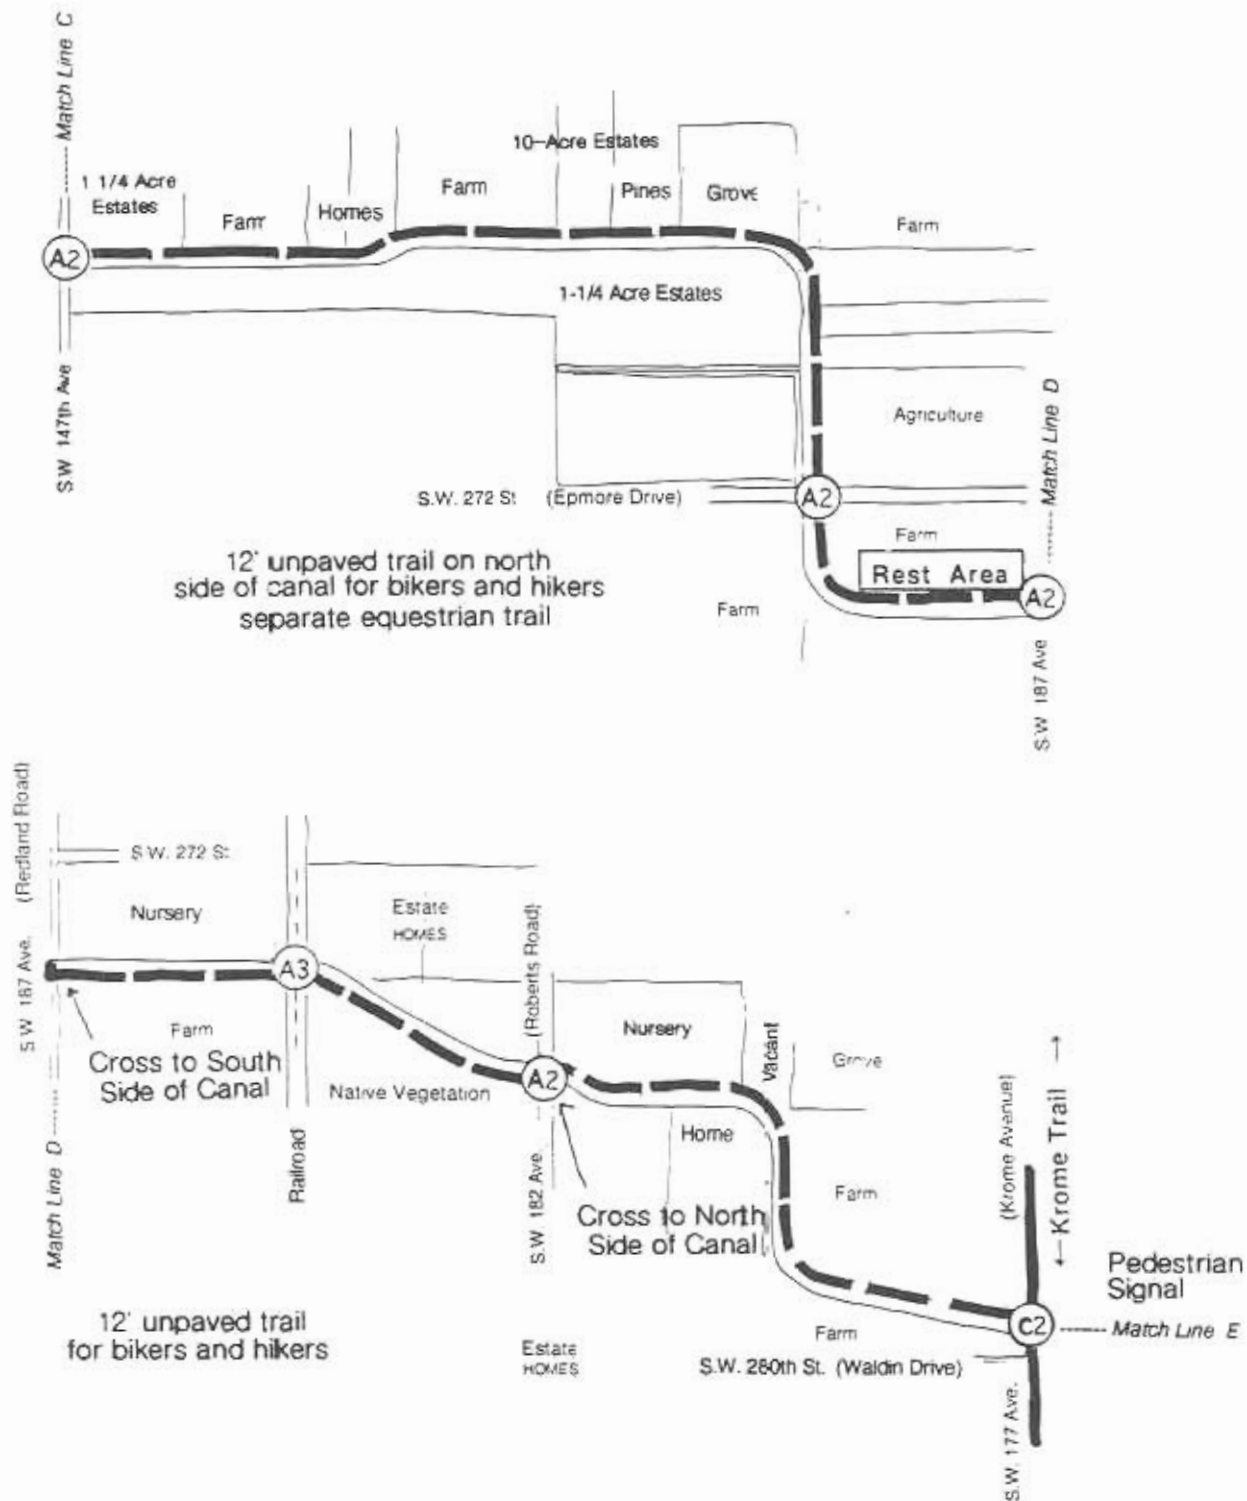 Match Line C
10-Acre Estates
1 1/4 Acre
Estates
Farm
Homes
Farm
Pines
Grove
Farm
A2
1-1/4 Acre Estates
S.W. 147th Ave
Agriculture
Match Line D
S.W. 272 St. (Epmore Drive)
A2
Farm
12' unpaved trail on north
side of canal for bikers and hikers
separate equestrian trail
Rest Area
A2
Farm
S.W. 187 Ave
S.W. 187 Ave. (Redland Road)
S.W. 272 St.
Nursery
Estate
HOMES
A3
(Roberts Road)
Nursery
Vacant
Grove
Farm
Cross to South
Side of Canal
A2
Native Vegetation
Home
(Krome Avenue)
Krome Trail
Match Line D
Railroad
S.W. 182 Ave.
Cross to North
Side of Canal
Farm
Pedestrian
Signal
12' unpaved trail
for bikers and hikers
C2
Match Line E
Estate
HOMES
Farm
S.W. 280th St. (Waldin Drive)
S.W. 177 Ave.